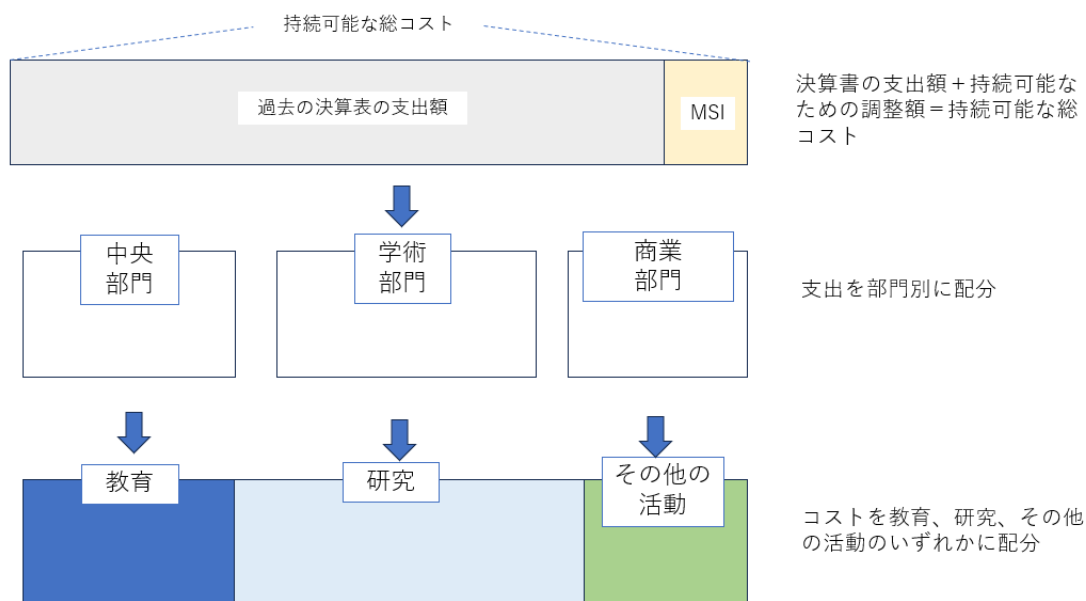 持続可能な総コスト
過去の決算表の支出額
MSI
決算書の支出額＋持続可能な
ための調整額＝持続可能な総
コスト
中央
部門
学術
部門
商業
部門
支出を部門別に配分
教育
研究
その他の
活動
コストを教育、研究、その他
の活動のいずれかに配分